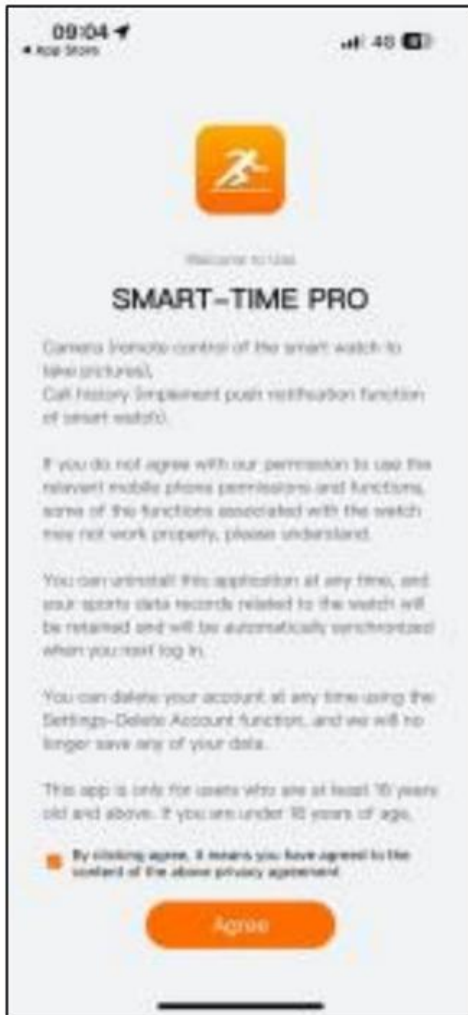 09:04
◂ App Store
4G
Welcome to Use
SMART-TIME PRO
Camera (remote control of the smart watch to
take pictures),
Call history (implement push notification function
of smart watch).
If you do not agree with our permission to use the
relevant mobile phone permissions and functions,
some of the functions associated with the watch
may not work properly, please understand.
You can uninstall this application at any time, and
your sports data records related to the watch will
be retained and will be automatically synchronized
when you next log in.
You can delete your account at any time using the
Settings-Delete Account function, and we will no
longer save any of your data.
This app is only for users who are at least years
old and above. If you are under years of age,
By clicking agree, it means you have agreed to the
content of the above privacy agreement
Agree